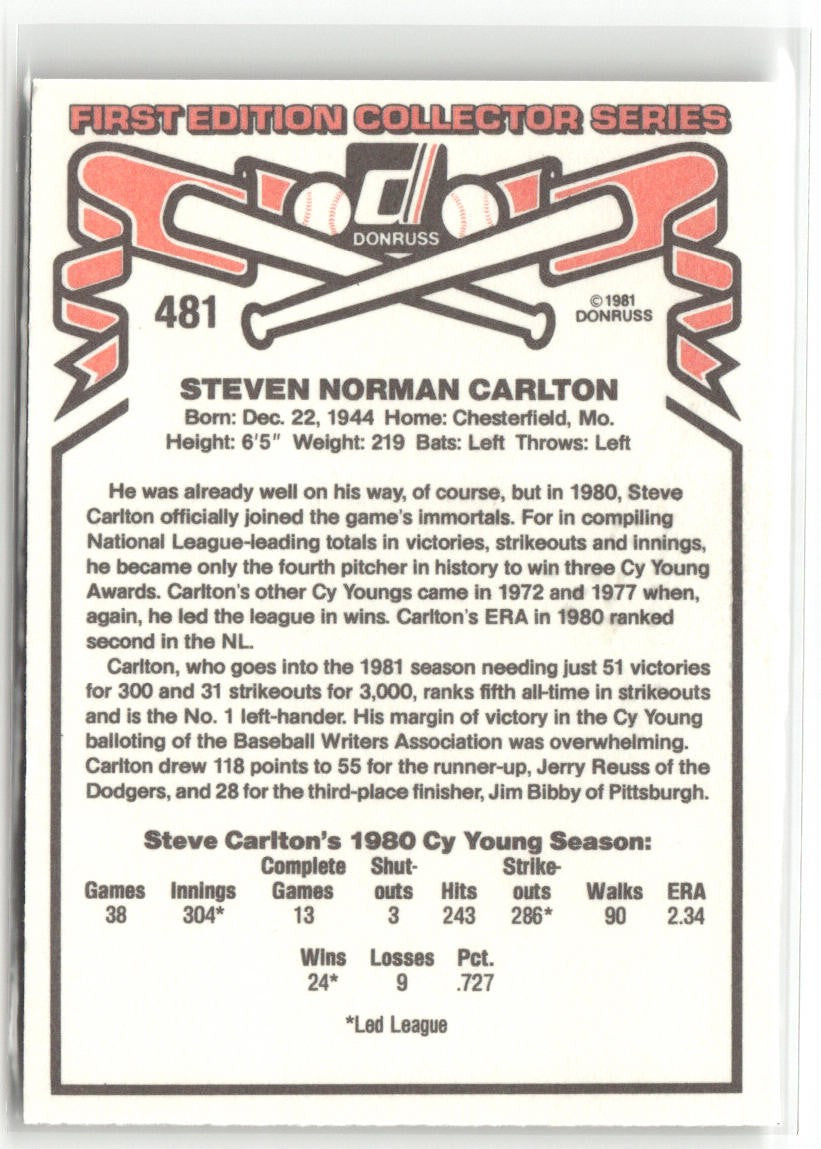 FIRST EDITION COLLECTOR SERIES
d
DONRUSS
481
©1981
DONRUSS
STEVEN NORMAN CARLTON
Born: Dec. 22, 1944 Home: Chesterfield, Mo.
Height: 6'5" Weight: 219 Bats: Left Throws: Left
He was already well on his way, of course, but in 1980, Steve
Carlton officially joined the game's immortals. For in compiling
National League-leading totals in victories, strikeouts and innings,
he became only the fourth pitcher in history to win three Cy Young
Awards. Carlton's other Cy Youngs came in 1972 and 1977 when,
again, he led the league in wins. Carlton's ERA in 1980 ranked
second in the NL.
Carlton, who goes into the 1981 season needing just 51 victories
for 300 and 31 strikeouts for 3,000, ranks fifth all-time in strikeouts
and is the No. 1 left-hander. His margin of victory in the Cy Young
balloting of the Baseball Writers Association was overwhelming.
Carlton drew 118 points to 55 for the runner-up, Jerry Reuss of the
Dodgers, and 28 for the third-place finisher, Jim Bibby of Pittsburgh.
Steve Carlton's 1980 Cy Young Season:
Complete Shut- Strike-
Games Innings Games outs Hits outs Walks ERA
38 304* 13 3 243 286* 90 2.34
Wins Losses Pct.
24* 9 .727
*Led League